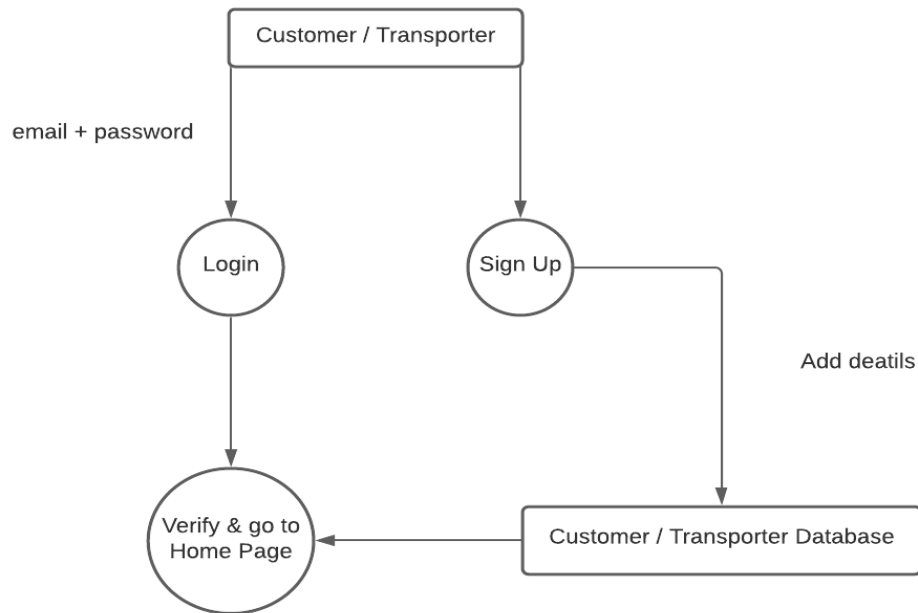 Customer / Transporter
email + password
Login
Sign Up
Add deatils
Verify & go to
Home Page
Customer / Transporter Database